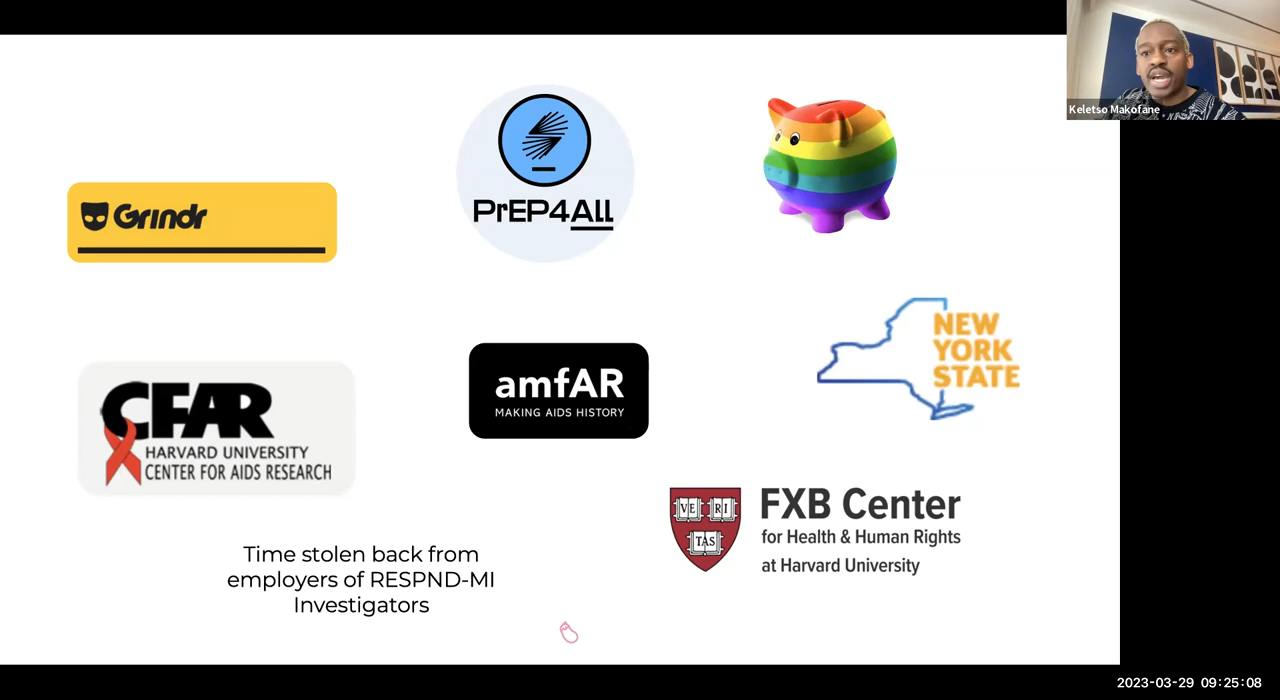 Keletso Makofane
Grindr
PrEP4All
CFAR
HARVARD UNIVERSITY
CENTER FOR AIDS RESEARCH
amfAR
MAKING AIDS HISTORY
NEW
YORK
STATE
VE RI
TAS
FXB Center
for Health & Human Rights
at Harvard University
Time stolen back from
employers of RESPND-MI
Investigators
2023-03-29 09:25:08